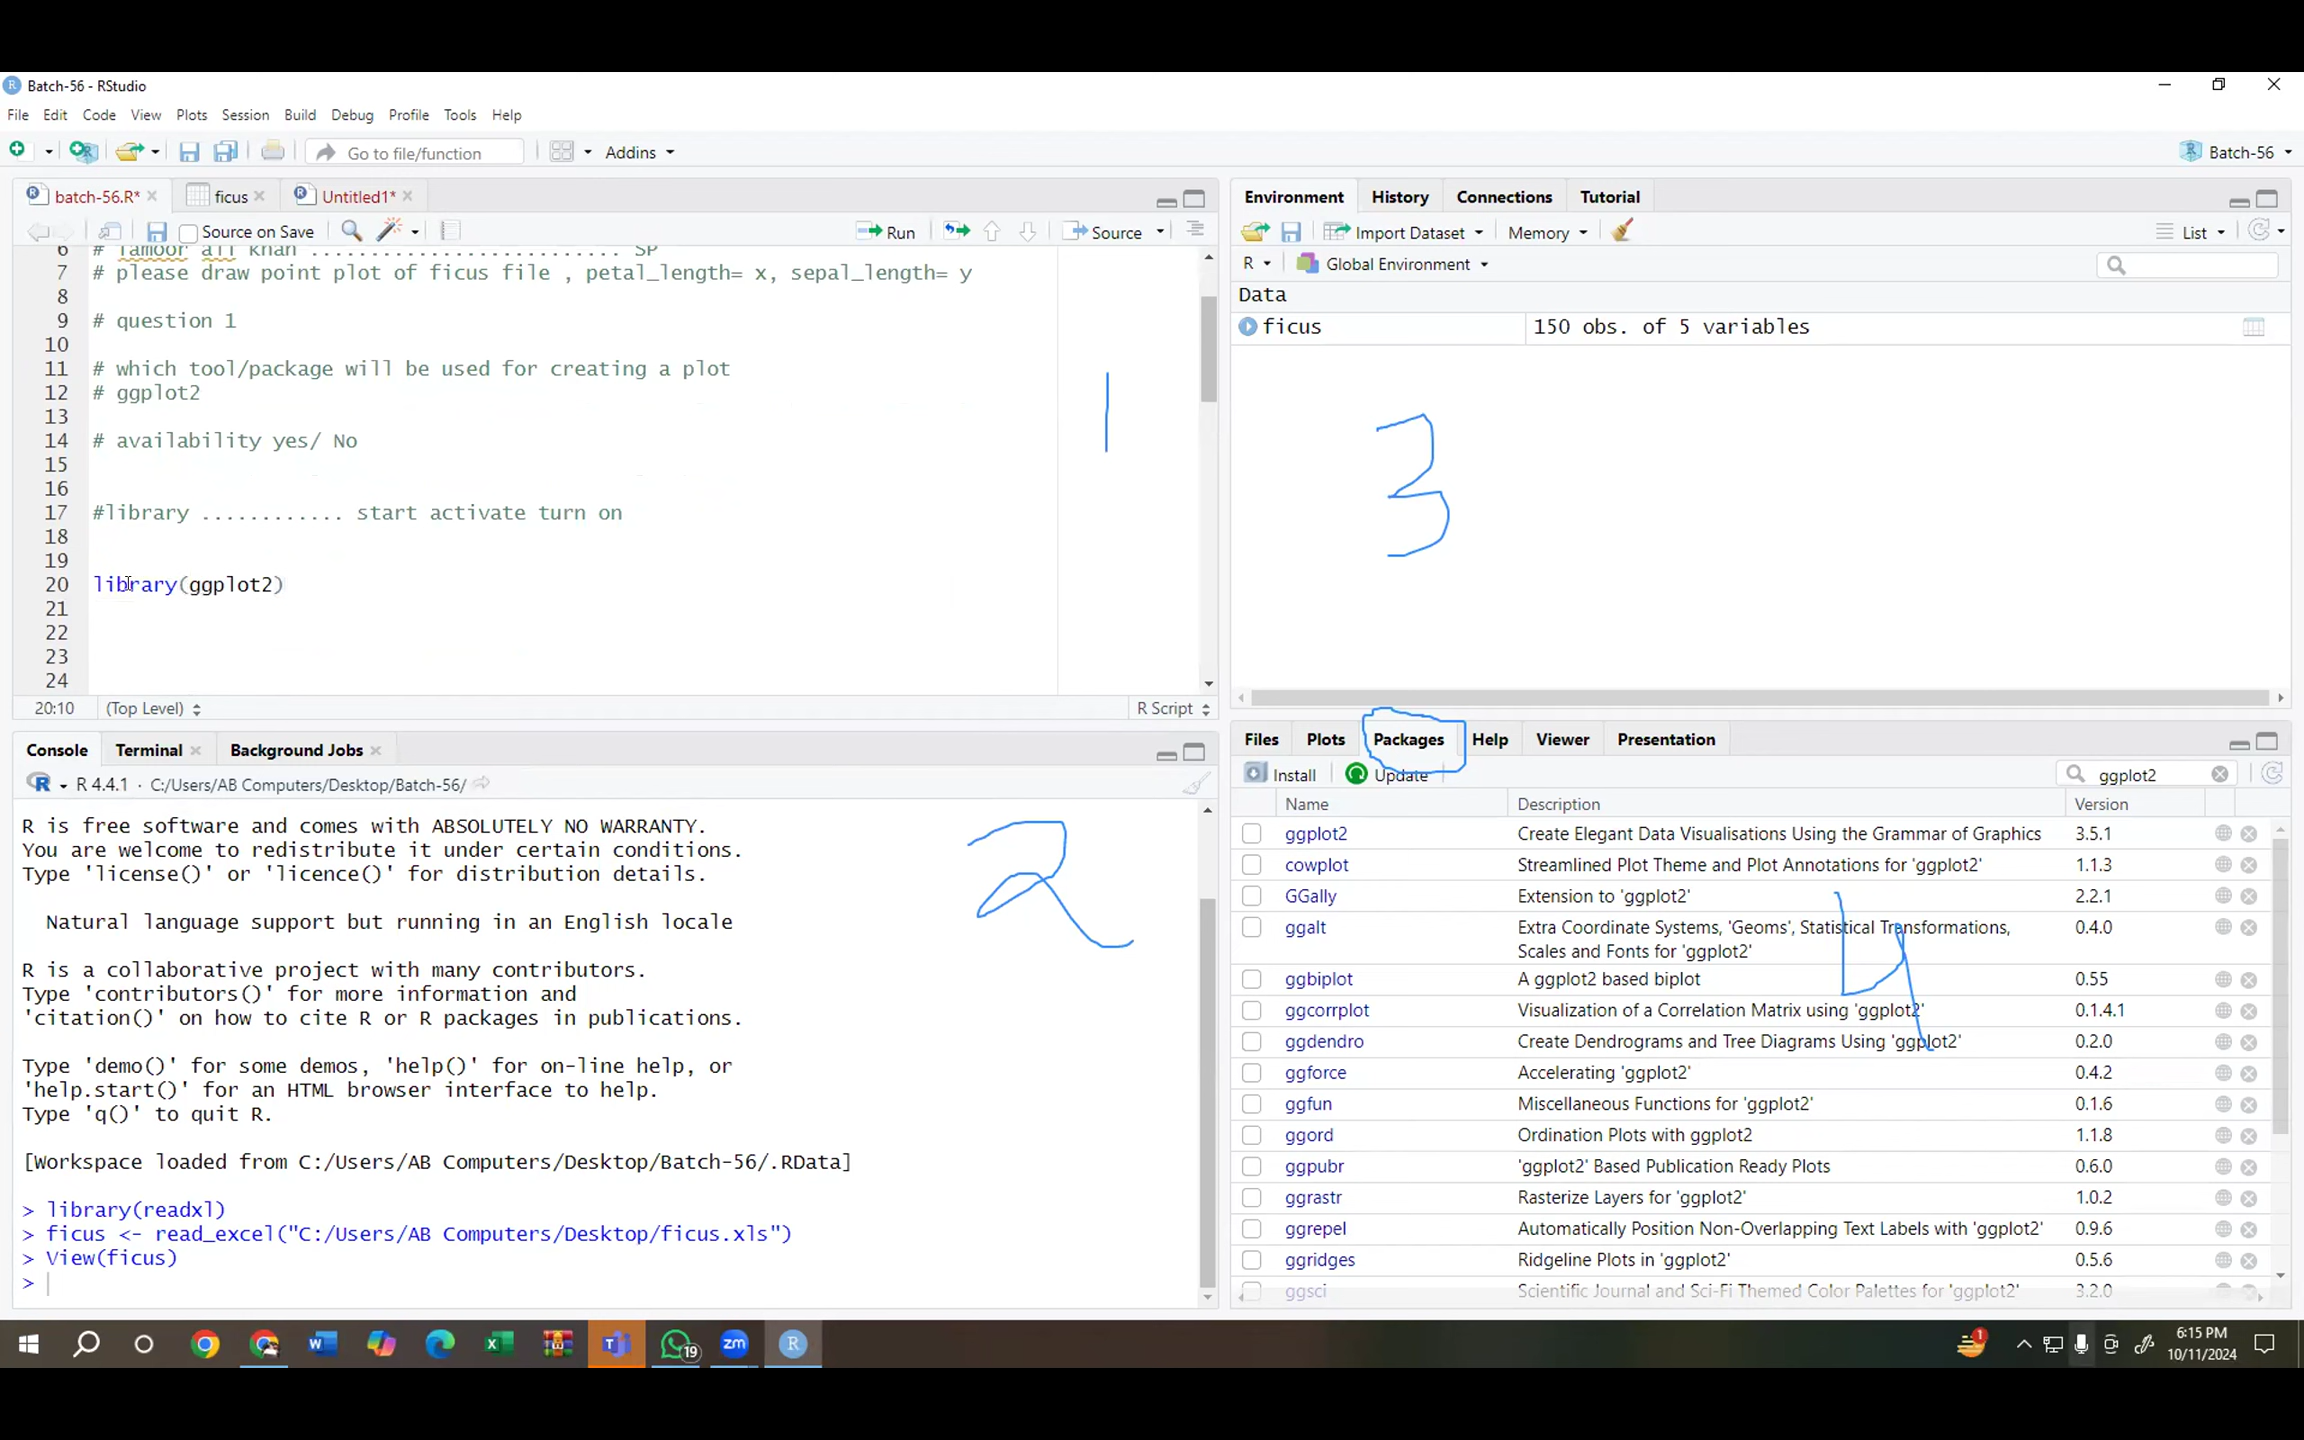 Batch-56 - RStudio
File Edit Code View Plots Session Build Debug Profile Tools Help
Go to file/function Addins Batch-56
batch-56.R* ficus Untitled1*
Source on Save Run Source
6 # Tamoor ali khan .......................... SP
7 # please draw point plot of ficus file , petal_length= x, sepal_length= y
8
9 # question 1
10
11 # which tool/package will be used for creating a plot
12 # ggplot2
13
14 # availability yes/ No
15
16
17 #library ............ start activate turn on
18
19
20 library(ggplot2)
21
22
23
24
1
20:10 (Top Level) R Script
Console Terminal Background Jobs
R 4.4.1 · C:/Users/AB Computers/Desktop/Batch-56/
R is free software and comes with ABSOLUTELY NO WARRANTY.
You are welcome to redistribute it under certain conditions.
Type 'license()' or 'licence()' for distribution details.
Natural language support but running in an English locale
R is a collaborative project with many contributors.
Type 'contributors()' for more information and
'citation()' on how to cite R or R packages in publications.
Type 'demo()' for some demos, 'help()' for on-line help, or
'help.start()' for an HTML browser interface to help.
Type 'q()' to quit R.
[Workspace loaded from C:/Users/AB Computers/Desktop/Batch-56/.RData]
> library(readxl)
> ficus <- read_excel("C:/Users/AB Computers/Desktop/ficus.xls")
> View(ficus)
>
2
Environment History Connections Tutorial
Import Dataset Memory List
R Global Environment
Data
ficus 150 obs. of 5 variables
3
Files Plots Packages Help Viewer Presentation
Install Update ggplot2
Name Description Version
ggplot2 Create Elegant Data Visualisations Using the Grammar of Graphics 3.5.1
cowplot Streamlined Plot Theme and Plot Annotations for 'ggplot2' 1.1.3
GGally Extension to 'ggplot2' 2.2.1
ggalt Extra Coordinate Systems, 'Geoms', Statistical Transformations, 0.4.0
Scales and Fonts for 'ggplot2'
ggbiplot A ggplot2 based biplot 0.55
ggcorrplot Visualization of a Correlation Matrix using 'ggplot2' 0.1.4.1
ggdendro Create Dendrograms and Tree Diagrams Using 'ggplot2' 0.2.0
ggforce Accelerating 'ggplot2' 0.4.2
ggfun Miscellaneous Functions for 'ggplot2' 0.1.6
ggord Ordination Plots with ggplot2 1.1.8
ggpubr 'ggplot2' Based Publication Ready Plots 0.6.0
ggrastr Rasterize Layers for 'ggplot2' 1.0.2
ggrepel Automatically Position Non-Overlapping Text Labels with 'ggplot2' 0.9.6
ggridges Ridgeline Plots in 'ggplot2' 0.5.6
ggsci Scientific Journal and Sci-Fi Themed Color Palettes for 'ggplot2' 3.2.0
4
19 zm 1 6:15 PM
10/11/2024